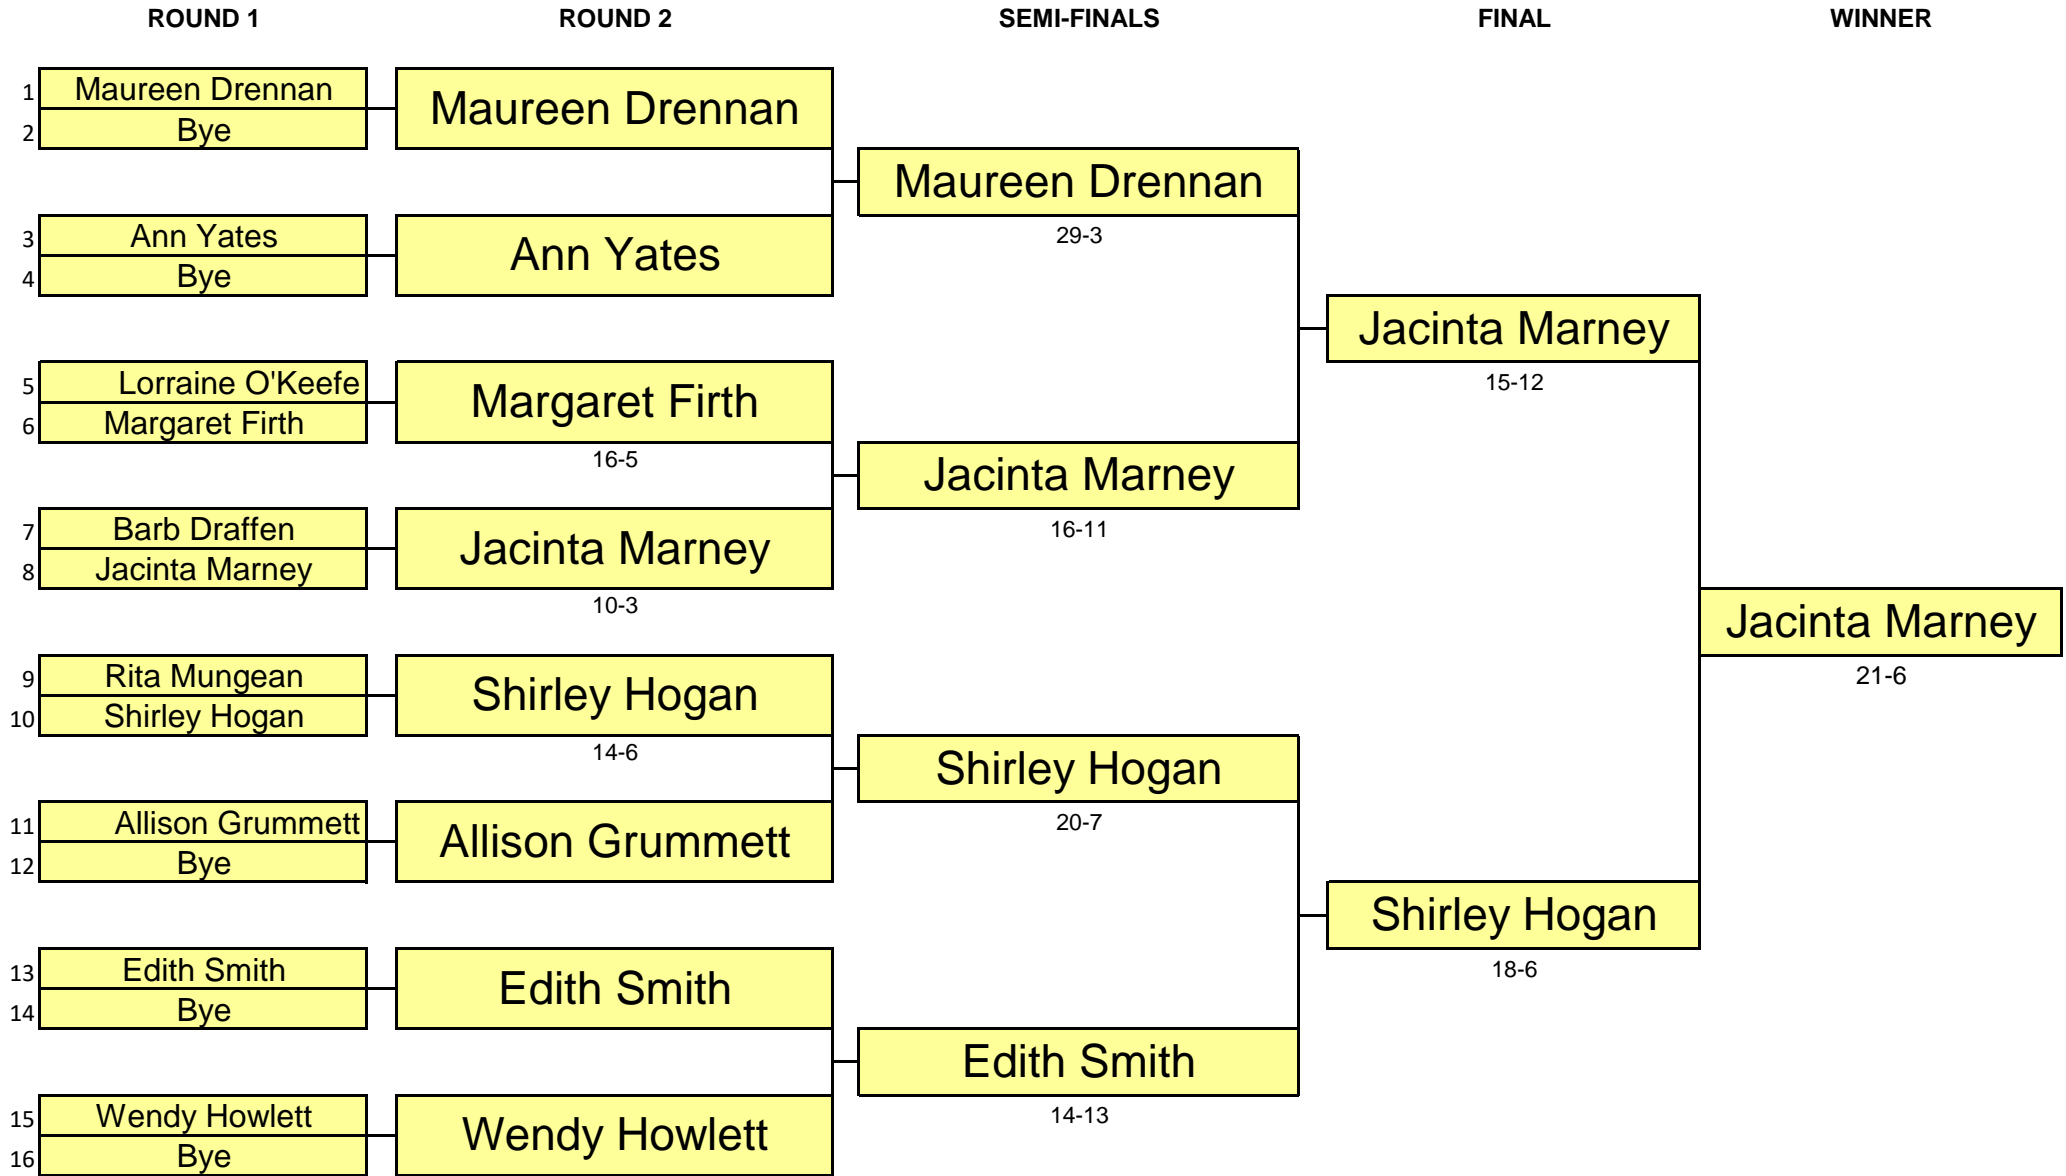 ROUND 1 ROUND 2 SEMI-FINALS FINAL WINNER
1 Maureen Drennan
2 Bye
Maureen Drennan
3 Ann Yates
4 Bye
Ann Yates
5 Lorraine O'Keefe
6 Margaret Firth
Margaret Firth
16-5
7 Barb Draffen
8 Jacinta Marney
Jacinta Marney
10-3
9 Rita Mungean
10 Shirley Hogan
Shirley Hogan
14-6
11 Allison Grummett
12 Bye
Allison Grummett
13 Edith Smith
14 Bye
Edith Smith
15 Wendy Howlett
16 Bye
Wendy Howlett
Maureen Drennan
29-3
Jacinta Marney
16-11
Shirley Hogan
20-7
Edith Smith
14-13
Jacinta Marney
15-12
Shirley Hogan
18-6
Jacinta Marney
21-6